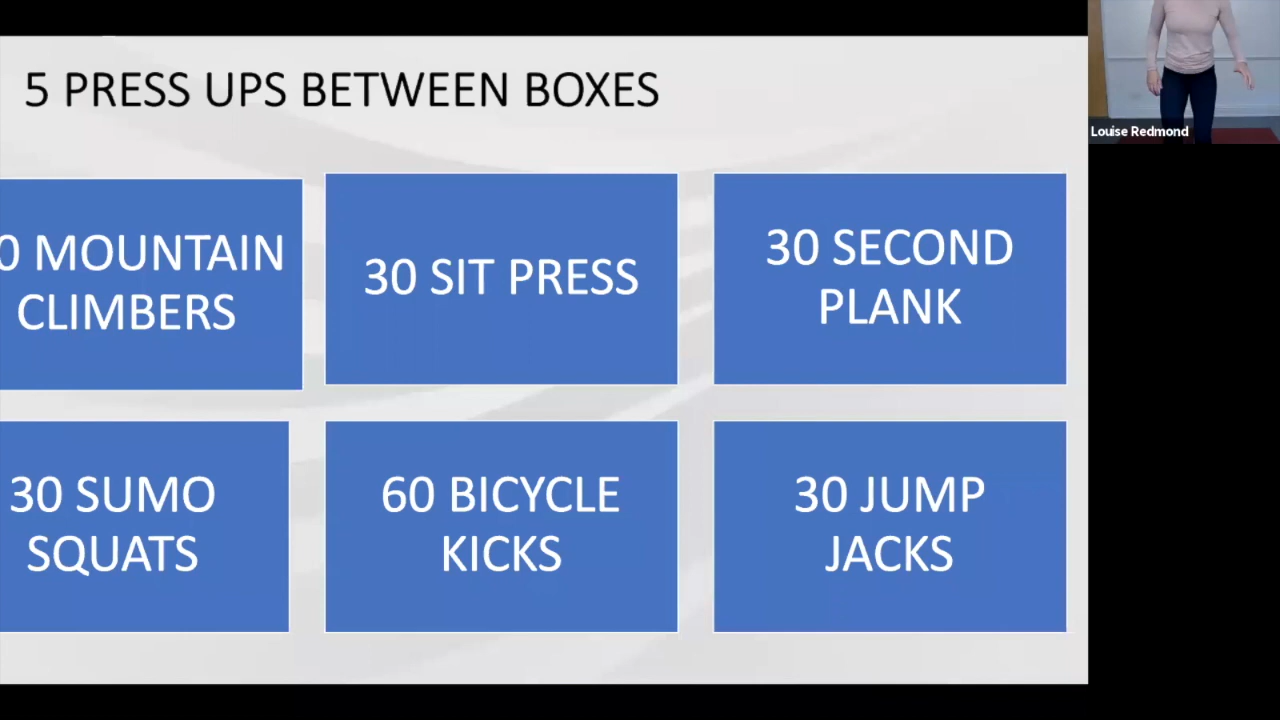 5 PRESS UPS BETWEEN BOXES
0 MOUNTAIN
CLIMBERS
30 SIT PRESS
30 SECOND
PLANK
30 SUMO
SQUATS
60 BICYCLE
KICKS
30 JUMP
JACKS
Louise Redmond